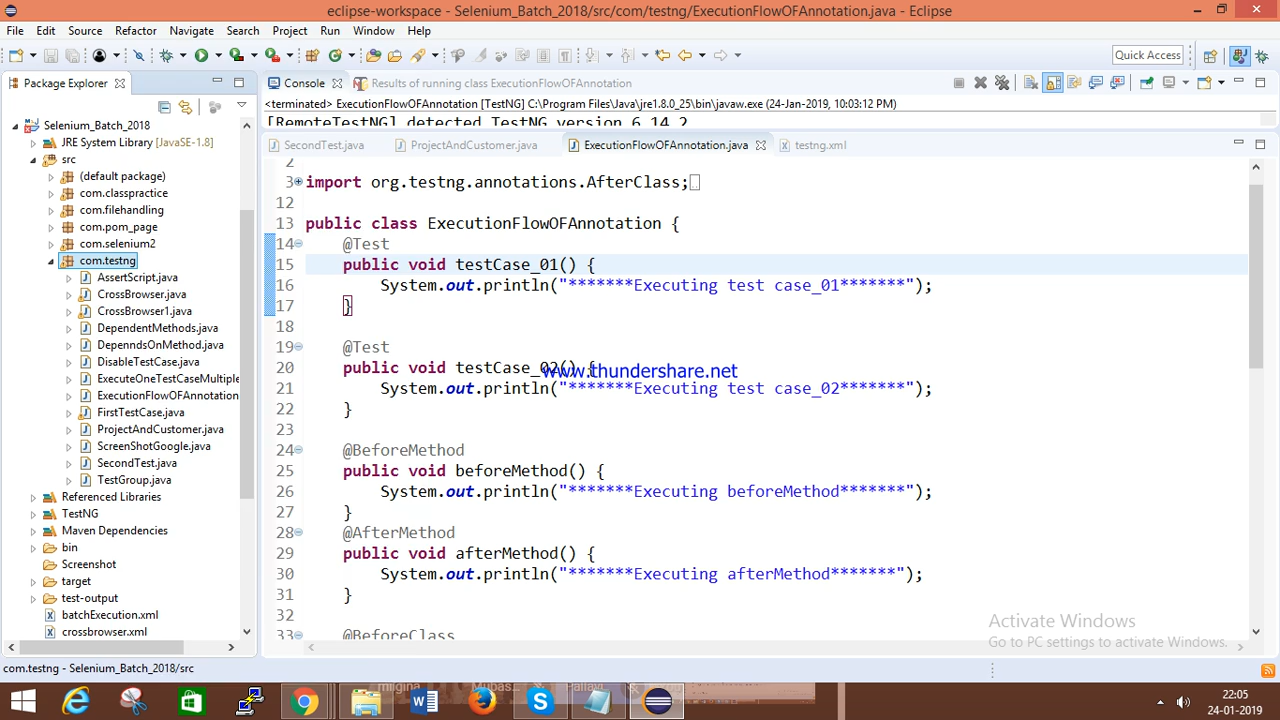 eclipse-workspace - Selenium_Batch_2018/src/com/testng/ExecutionFlowOFAnnotation.java - Eclipse
File Edit Source Refactor Navigate Search Project Run Window Help
Quick Access
Package Explorer
Console Results of running class ExecutionFlowOFAnnotation
<terminated> ExecutionFlowOFAnnotation [TestNG] C:\Program Files\Java\jre1.8.0_25\bin\javaw.exe (24-Jan-2019, 10:03:12 PM)
[RemoteTestNG] detected TestNG version 6.14.2
SecondTest.java ProjectAndCustomer.java ExecutionFlowOFAnnotation.java testng.xml
Selenium_Batch_2018
JRE System Library [JavaSE-1.8]
src
(default package)
com.classpractice
com.filehandling
com.pom_page
com.selenium2
com.testng
AssertScript.java
CrossBrowser.java
CrossBrowser1.java
DependentMethods.java
DepenndsOnMethod.java
DisableTestCase.java
ExecuteOneTestCaseMultiple
ExecutionFlowOFAnnotation
FirstTestCase.java
ProjectAndCustomer.java
ScreenShotGoogle.java
SecondTest.java
TestGroup.java
Referenced Libraries
TestNG
Maven Dependencies
bin
Screenshot
target
test-output
batchExecution.xml
crossbrowser.xml
2
3 import org.testng.annotations.AfterClass;
12
13 public class ExecutionFlowOFAnnotation {
14 @Test
15 public void testCase_01() {
16 System.out.println("*******Executing test case_01*******");
17 }
18
19 @Test
20 public void testCase_02() {
www.thundershare.net
21 System.out.println("*******Executing test case_02*******");
22 }
23
24 @BeforeMethod
25 public void beforeMethod() {
26 System.out.println("*******Executing beforeMethod*******");
27 }
28 @AfterMethod
29 public void afterMethod() {
30 System.out.println("*******Executing afterMethod*******");
31 }
32
33 @BeforeClass
Activate Windows
Go to PC settings to activate Windows.
com.testng - Selenium_Batch_2018/src
22:05
24-01-2019